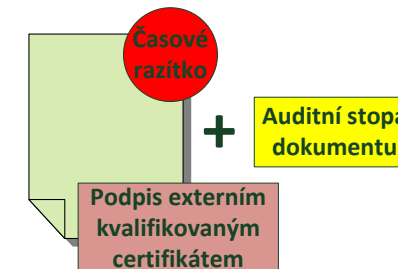 Časové
razítko
+
Auditní stopa
dokumentu
Podpis externím
kvalifikovaným
certifikátem